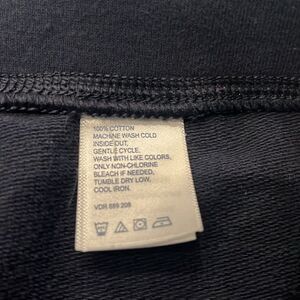 100% COTTON
MACHINE WASH COLD
INSIDE OUT,
GENTLE CYCLE.
WASH WITH LIKE COLORS,
ONLY NON-CHLORINE
BLEACH IF NEEDED,
TUMBLE DRY LOW.
COOL IRON.
VDR 889 208